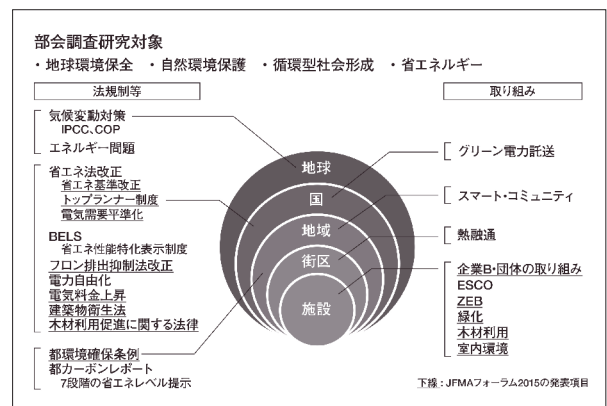 部会調査研究対象
・地球環境保全 ・自然環境保護 ・循環型社会形成 ・省エネルギー
法規制等
気候変動対策
IPCC、COP
エネルギー問題
省エネ法改正
省エネ基準改正
トップランナー制度
電気需要平準化
BELS
省エネ性能特化表示制度
フロン排出抑制法改正
電力自由化
電気料金上昇
建築物衛生法
木材利用促進に関する法律
都環境確保条例
都カーボンレポート
7段階の省エネレベル提示
地球
国
地域
街区
施設
取り組み
グリーン電力託送
スマート・コミュニティ
熱融通
企業B・団体の取り組み
ESCO
ZEB
緑化
木材利用
室内環境
下線：JFMAフォーラム2015の発表項目